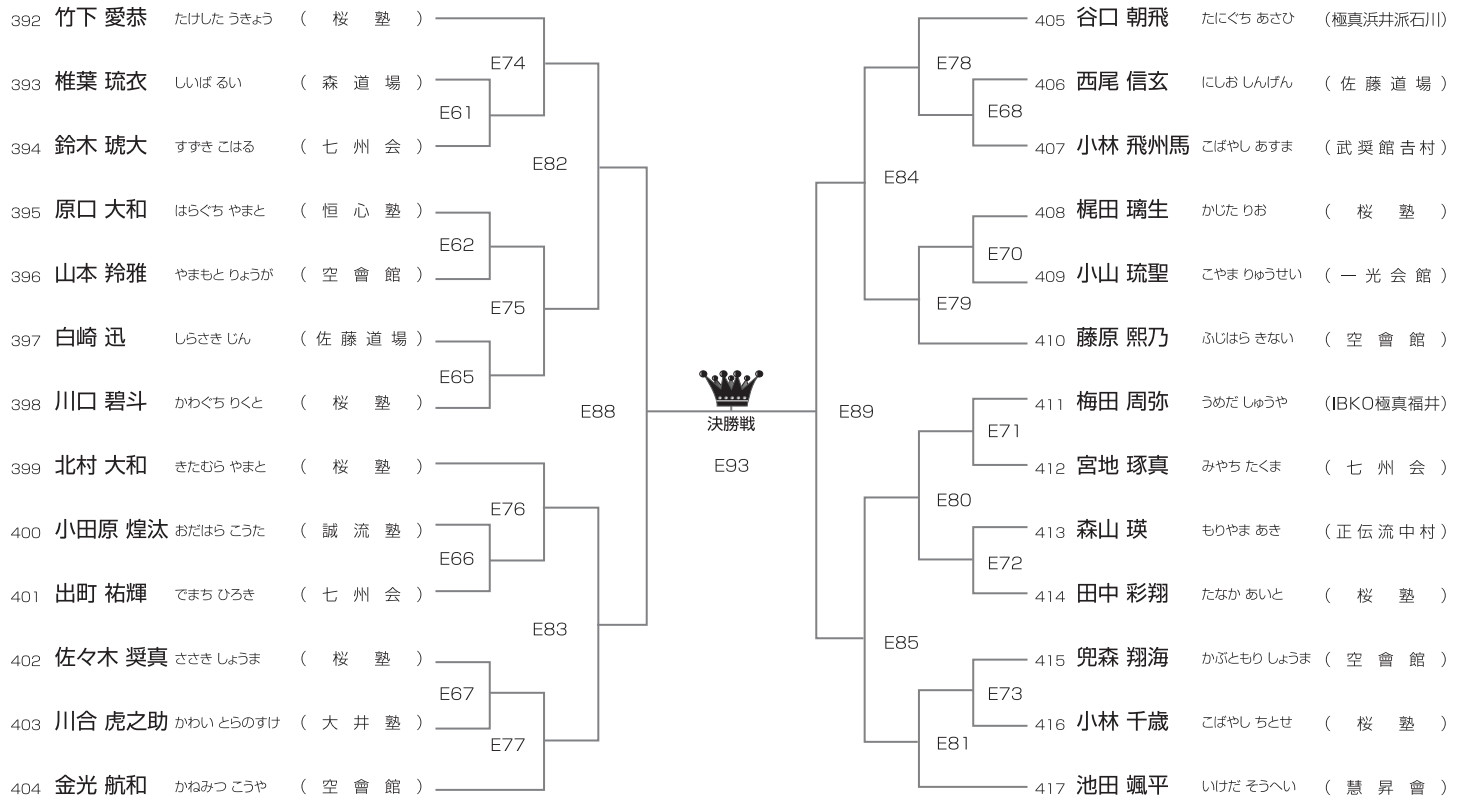 392 竹下 愛恭 たけした うきょう （桜塾）
E74
393 椎葉 琉衣 しいば るい （森道場）
E61
394 鈴木 琥大 すずき こはる （七州会）
E82
395 原口 大和 はらぐち やまと （恒心塾）
E62
396 山本 羚雅 やまもと りょうが （空會館）
E75
397 白崎 迅 しらさき じん （佐藤道場）
E65
398 川口 碧斗 かわぐち りくと （桜塾）
E88
399 北村 大和 きたむら やまと （桜塾）
E76
400 小田原 煌汰 おだはら こうた （誠流塾）
E66
401 出町 祐輝 でまち ひろき （七州会）
E83
402 佐々木 奨真 ささき しょうま （桜塾）
E67
403 川合 虎之助 かわい とらのすけ （大井塾）
E77
404 金光 航和 かねみつ こうや （空會館）
決勝戦
E93
405 谷口 朝飛 たにぐち あさひ （極真浜井派石川）
E78
406 西尾 信玄 にしお しんげん （佐藤道場）
E68
407 小林 飛州馬 こばやし あすま （武奨館吉村）
E84
408 梶田 璃生 かじた りお （桜塾）
E70
409 小山 琉聖 こやま りゅうせい （一光会館）
E79
410 藤原 熙乃 ふじはら きない （空會館）
E89
411 梅田 周弥 うめだ しゅうや （IBKO極真福井）
E71
412 宮地 琢真 みやち たくま （七州会）
E80
413 森山 瑛 もりやま あき （正伝流中村）
E72
414 田中 彩翔 たなか あいと （桜塾）
E85
415 兜森 翔海 かぶともり しょうま （空會館）
E73
416 小林 千歳 こばやし ちとせ （桜塾）
E81
417 池田 颯平 いけだ そうへい （慧昇會）